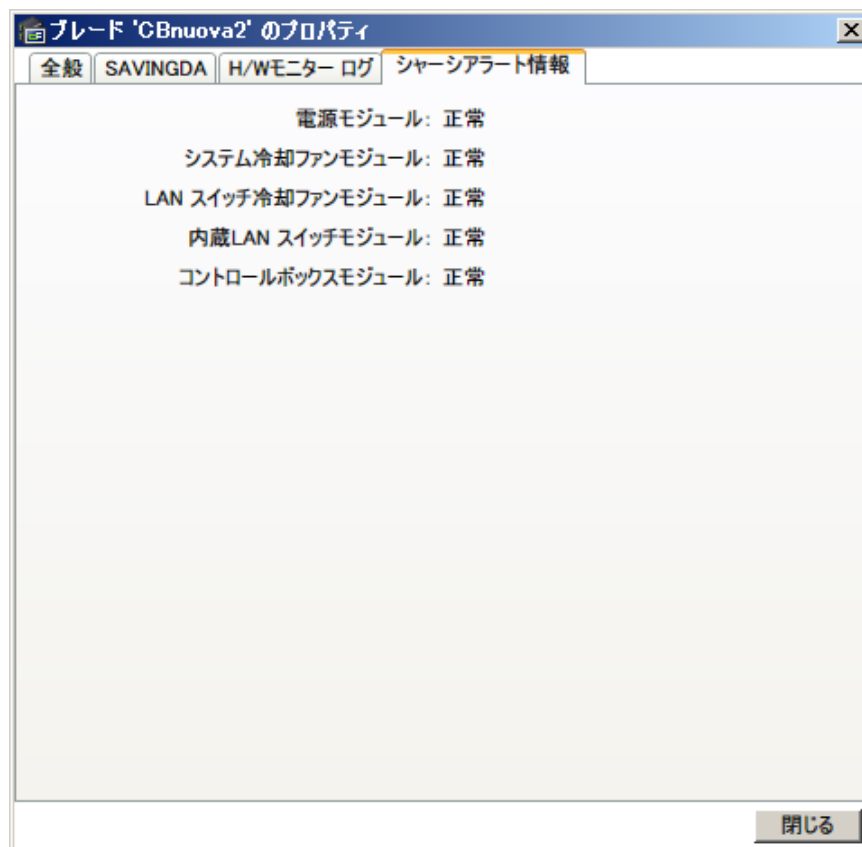 ブレード 'CBnuova2' のプロパティ
全般 SAVINGDA H/Wモニター ログ シャーシアラート情報
電源モジュール: 正常
システム冷却ファンモジュール: 正常
LAN スイッチ冷却ファンモジュール: 正常
内蔵LAN スイッチモジュール: 正常
コントロールボックスモジュール: 正常
閉じる